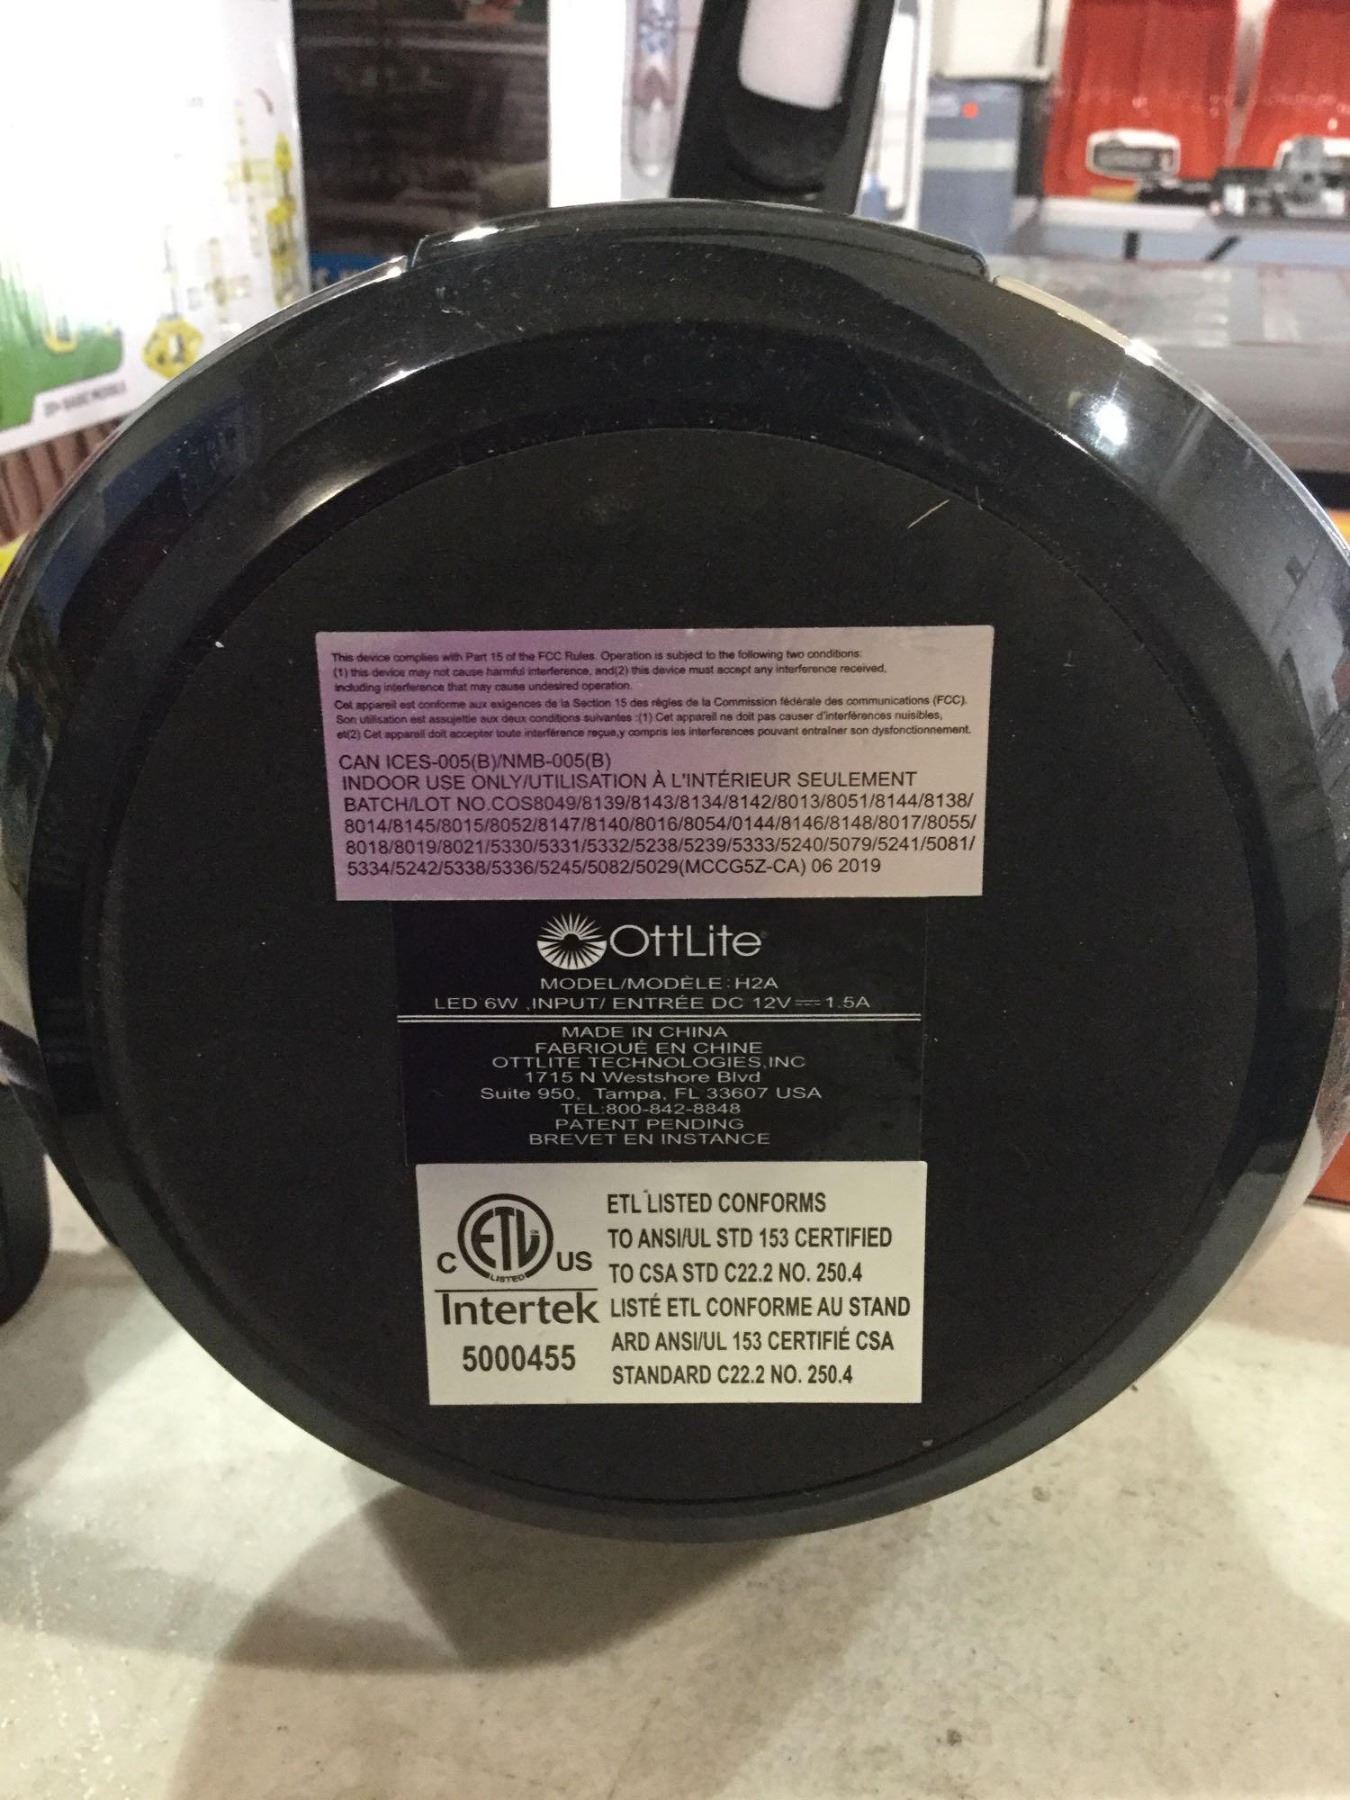 This device complies with Part 15 of the FCC Rules. Operation is subject to the following two conditions:
(1) this device may not cause harmful interference, and(2) this device must accept any interference received,
including interference that may cause undesired operation.
Cet appareil est conforme aux exigences de la Section 15 des règles de la Commission fédérale des communications (FCC).
Son utilisation est assujettie aux deux conditions suivantes :(1) Cet appareil ne doit pas causer d'interférences nuisibles,
et(2) Cet appareil doit accepter toute interférence reçue,y compris les interferences pouvant entraîner son dysfonctionnement.
CAN ICES-005(B)/NMB-005(B)
INDOOR USE ONLY/UTILISATION À L'INTÉRIEUR SEULEMENT
BATCH/LOT NO.COS8049/8139/8143/8134/8142/8013/8051/8144/8138/
8014/8145/8015/8052/8147/8140/8016/8054/0144/8146/8148/8017/8055/
8018/8019/8021/5330/5331/5332/5238/5239/5333/5240/5079/5241/5081/
5334/5242/5338/5336/5245/5082/5029(MCCG5Z-CA) 06 2019
OttLite
MODEL/MODÈLE : H2A
LED 6W ,INPUT/ ENTRÉE DC 12V⎓1.5A
MADE IN CHINA
FABRIQUÉ EN CHINE
OTTLITE TECHNOLOGIES,INC
1715 N Westshore Blvd
Suite 950, Tampa, FL 33607 USA
TEL:800-842-8848
PATENT PENDING
BREVET EN INSTANCE
C ETL US
LISTED
Intertek
5000455
ETL LISTED CONFORMS
TO ANSI/UL STD 153 CERTIFIED
TO CSA STD C22.2 NO. 250.4
LISTÉ ETL CONFORME AU STAND
ARD ANSI/UL 153 CERTIFIÉ CSA
STANDARD C22.2 NO. 250.4